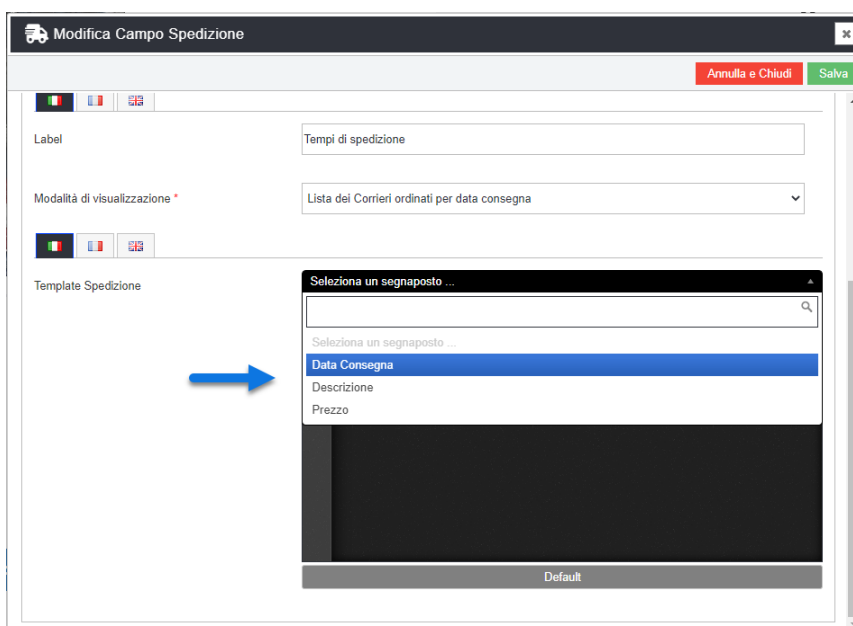 Modifica Campo Spedizione
Annulla e Chiudi
Salva
Label
Tempi di spedizione
Modalità di visualizzazione *
Lista dei Corrieri ordinati per data consegna
Template Spedizione
Seleziona un segnaposto ...
Seleziona un segnaposto ...
Data Consegna
Descrizione
Prezzo
Default